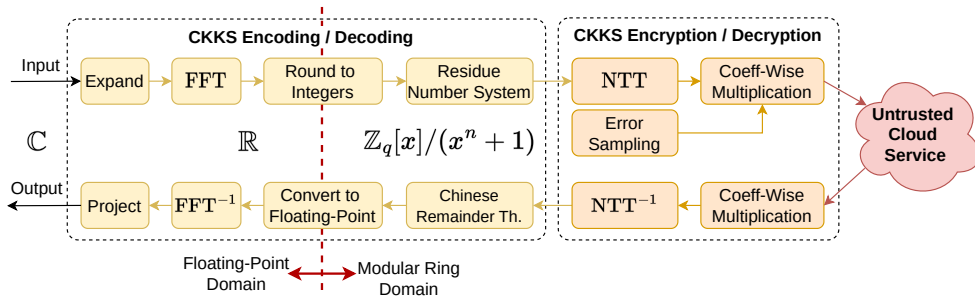 CKKS Encoding / Decoding
CKKS Encryption / Decryption
Input
Expand
FFT
Round to
Integers
Residue
Number System
NTT
Coeff-Wise
Multiplication
Error
Sampling
Untrusted
Cloud
Service
ℂ
ℝ
ℤ_q[x]/(x^n + 1)
Output
Project
FFT⁻¹
Convert to
Floating-Point
Chinese
Remainder Th.
NTT⁻¹
Coeff-Wise
Multiplication
Floating-Point
Domain
Modular Ring
Domain